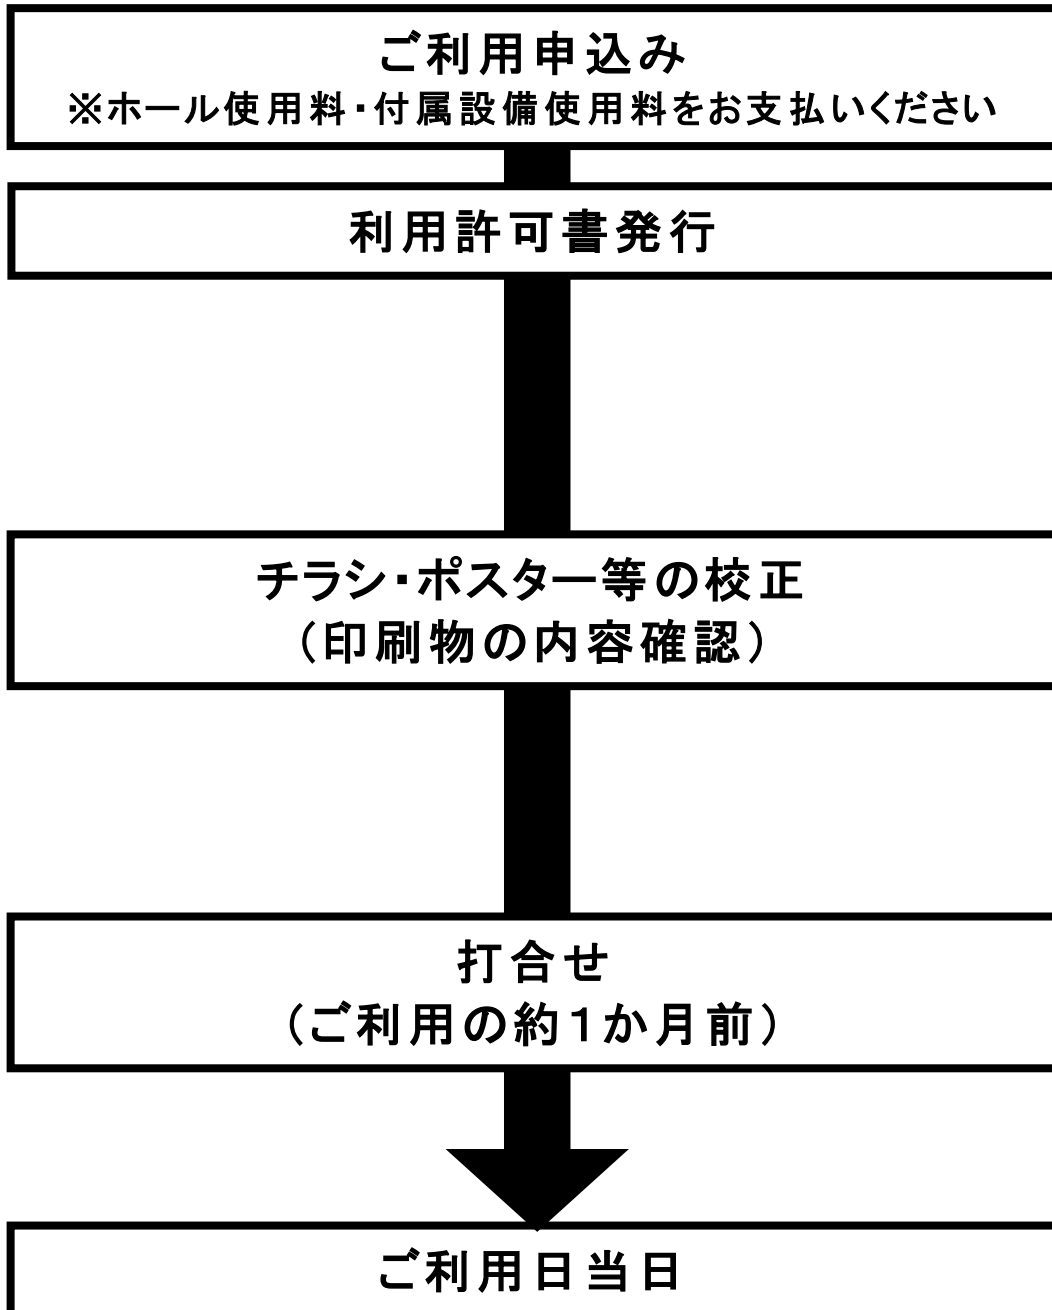 ご利用申込み
※ホール使用料・付属設備使用料をお支払いください
利用許可書発行
チラシ・ポスター等の校正
（印刷物の内容確認）
打合せ
（ご利用の約１か月前）
ご利用日当日